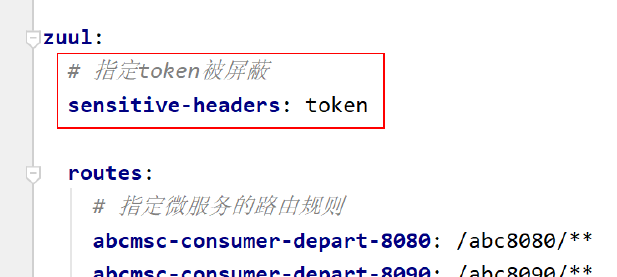 zuul:
# 指定token被屏蔽
sensitive-headers: token
routes:
# 指定微服务的路由规则
abcmsc-consumer-depart-8080: /abc8080/**
abcmsc-consumer-depart-8090: /abc8090/**